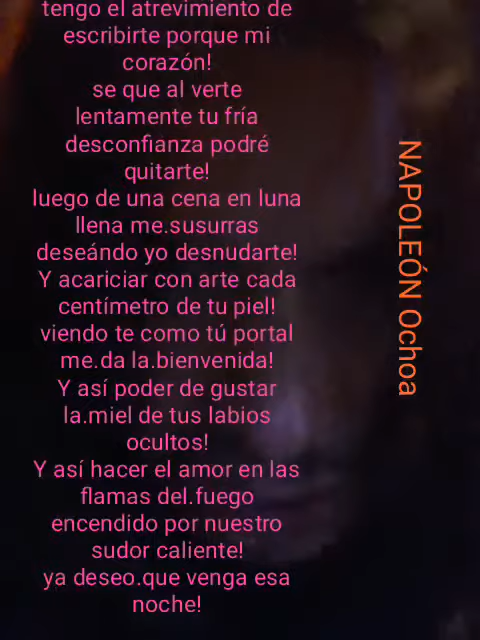 tengo el atrevimiento de
escribirte porque mi
corazón!
se que al verte
lentamente tu fría
desconfianza podré
quitarte!
luego de una cena en luna
llena me.susurras
deseándo yo desnudarte!
Y acariciar con arte cada
centímetro de tu piel!
viendo te como tú portal
me.da la.bienvenida!
Y así poder de gustar
la.miel de tus labios
ocultos!
Y así hacer el amor en las
flamas del.fuego
encendido por nuestro
sudor caliente!
ya deseo.que venga esa
noche!
NAPOLEÓN Ochoa